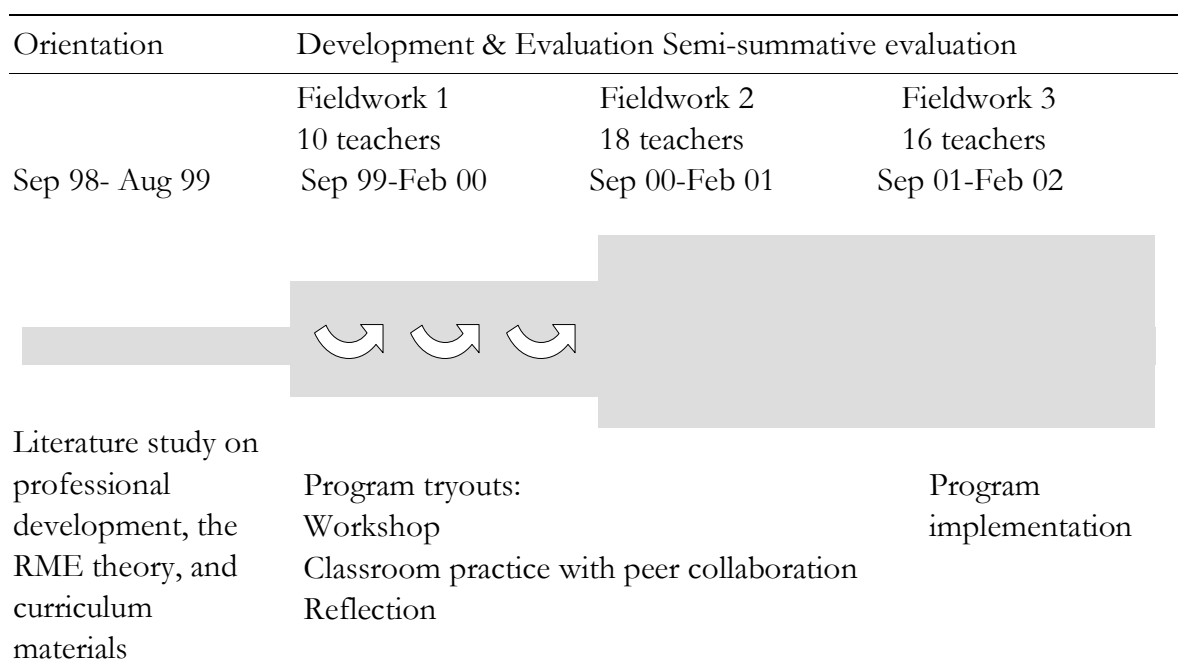 Orientation Development & Evaluation Semi-summative evaluation
Fieldwork 1 Fieldwork 2 Fieldwork 3
10 teachers 18 teachers 16 teachers
Sep 98- Aug 99 Sep 99-Feb 00 Sep 00-Feb 01 Sep 01-Feb 02
Literature study on
professional
development, the
RME theory, and
curriculum
materials
Program tryouts:
Workshop
Classroom practice with peer collaboration
Reflection
Program
implementation